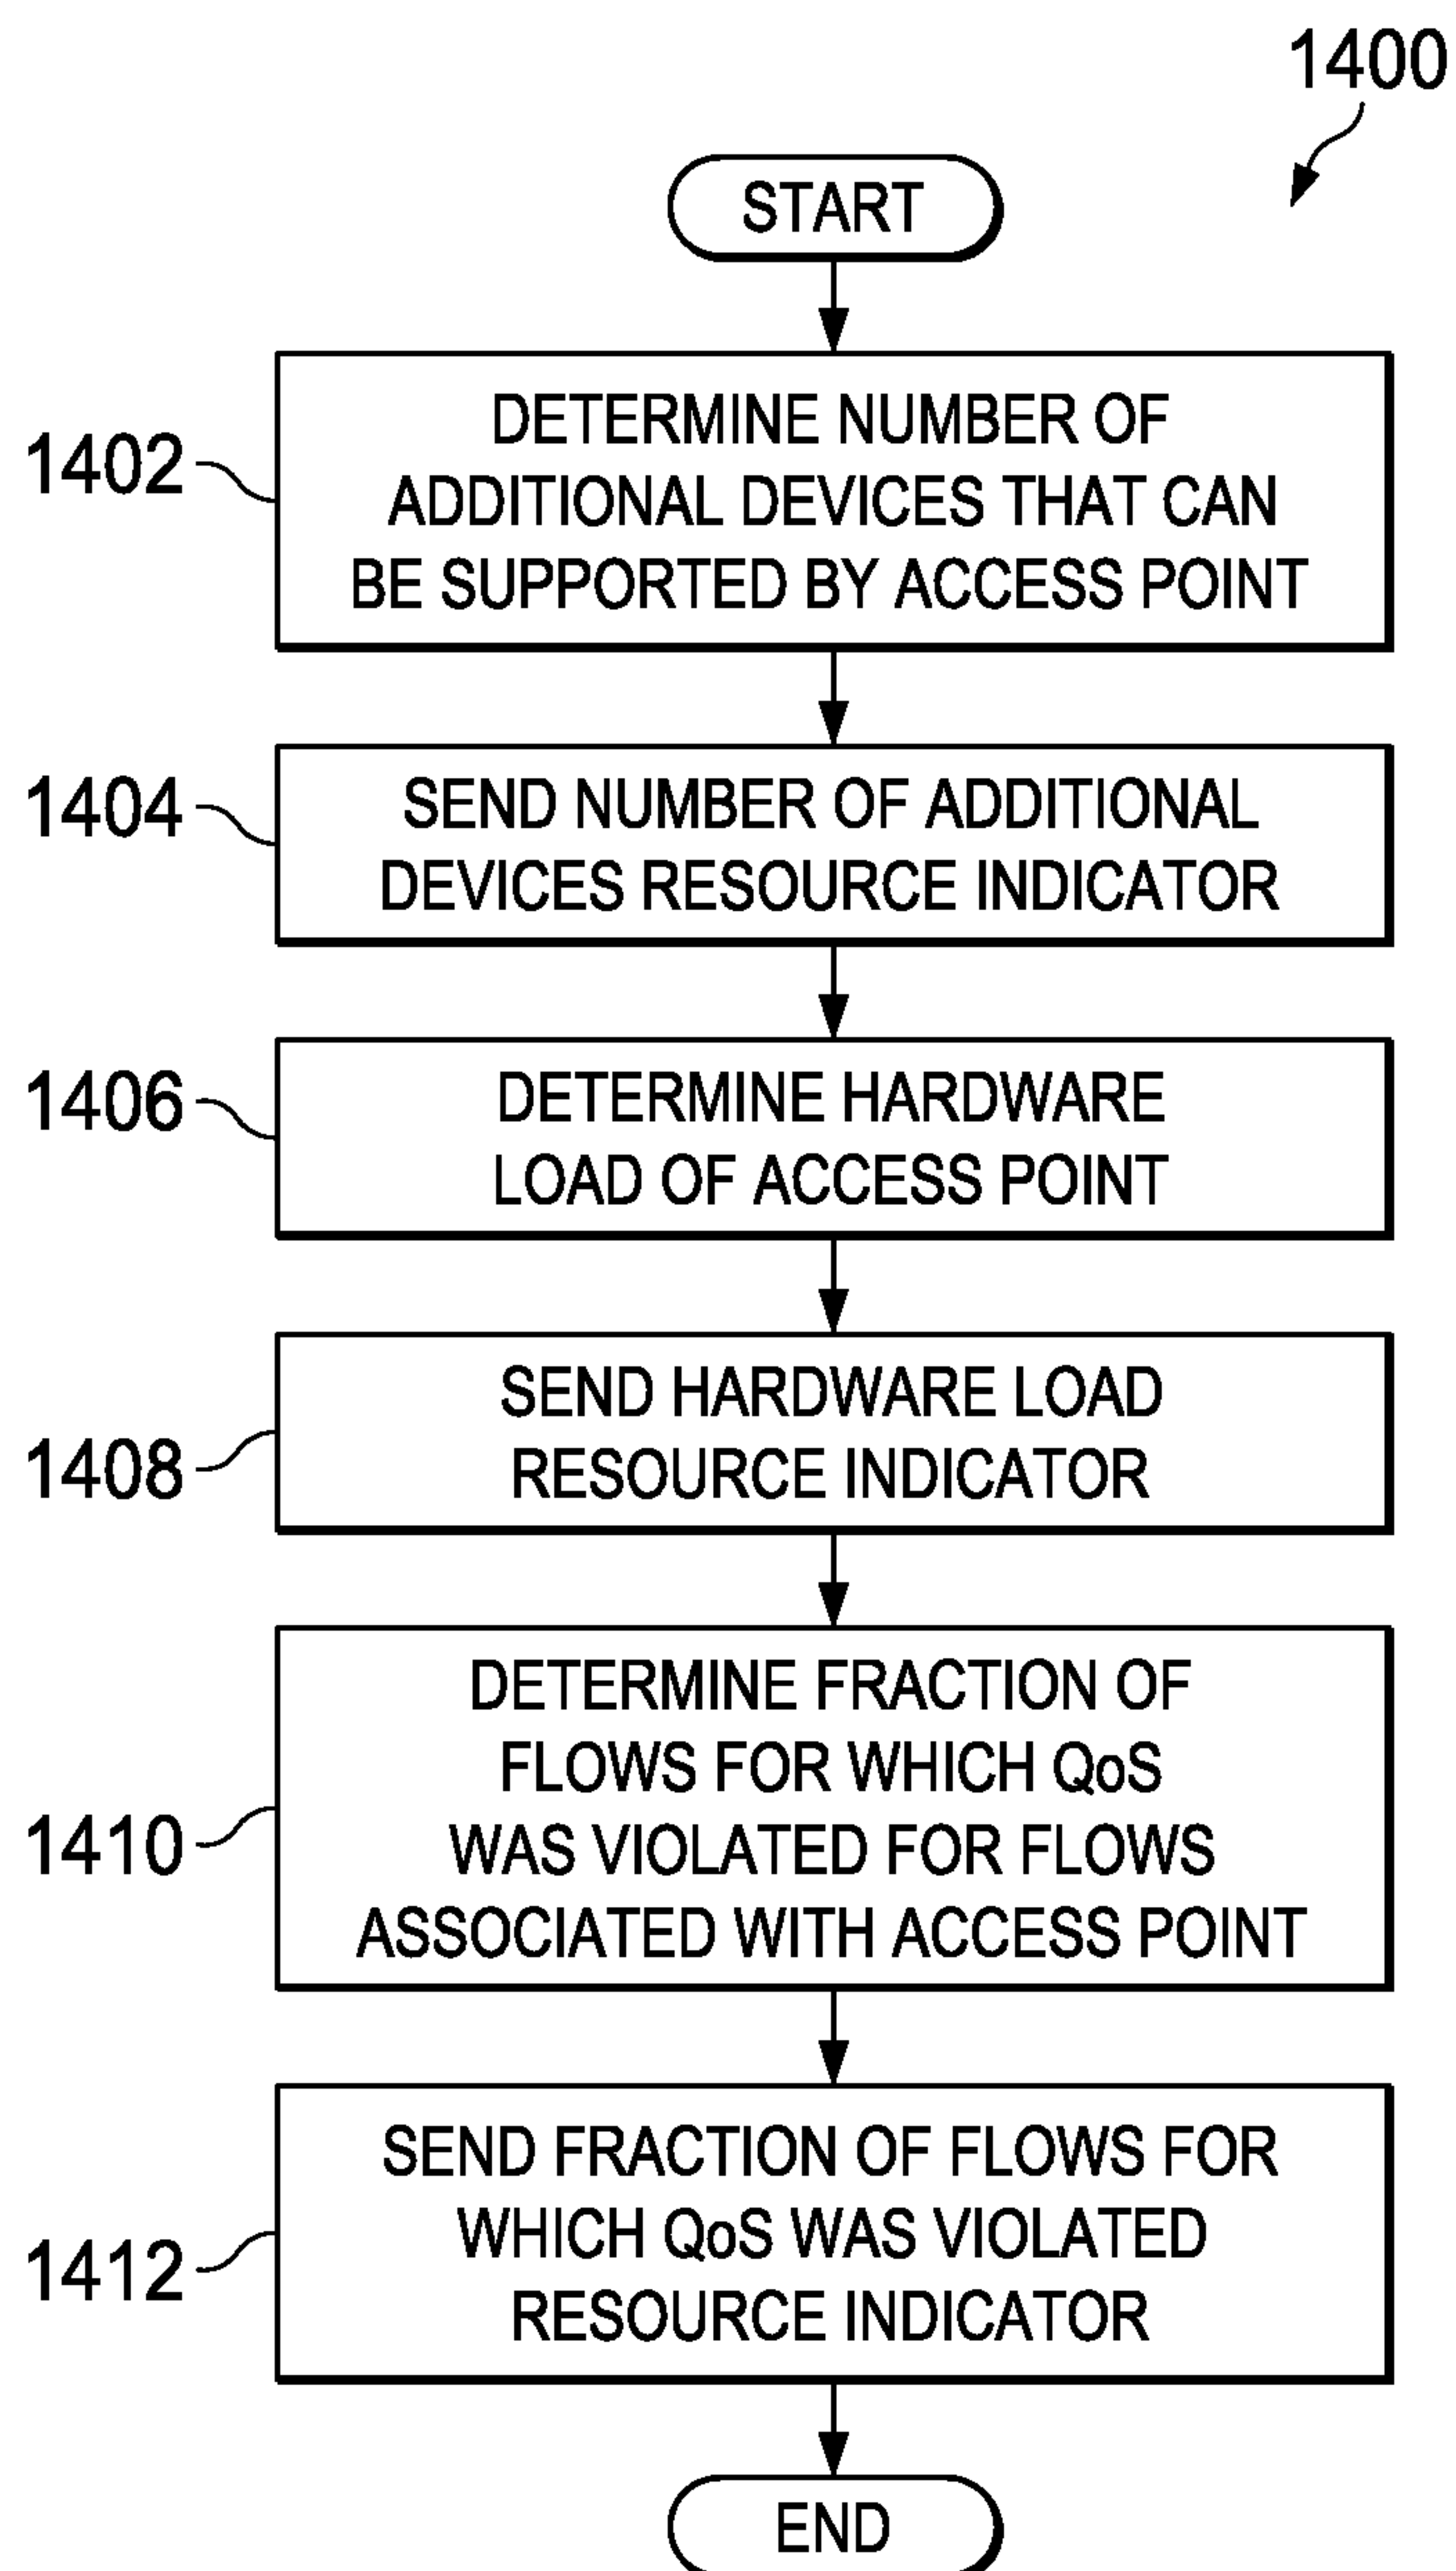 1400
START
1402
DETERMINE NUMBER OF
ADDITIONAL DEVICES THAT CAN
BE SUPPORTED BY ACCESS POINT
1404
SEND NUMBER OF ADDITIONAL
DEVICES RESOURCE INDICATOR
1406
DETERMINE HARDWARE
LOAD OF ACCESS POINT
1408
SEND HARDWARE LOAD
RESOURCE INDICATOR
1410
DETERMINE FRACTION OF
FLOWS FOR WHICH QoS
WAS VIOLATED FOR FLOWS
ASSOCIATED WITH ACCESS POINT
1412
SEND FRACTION OF FLOWS FOR
WHICH QoS WAS VIOLATED
RESOURCE INDICATOR
END